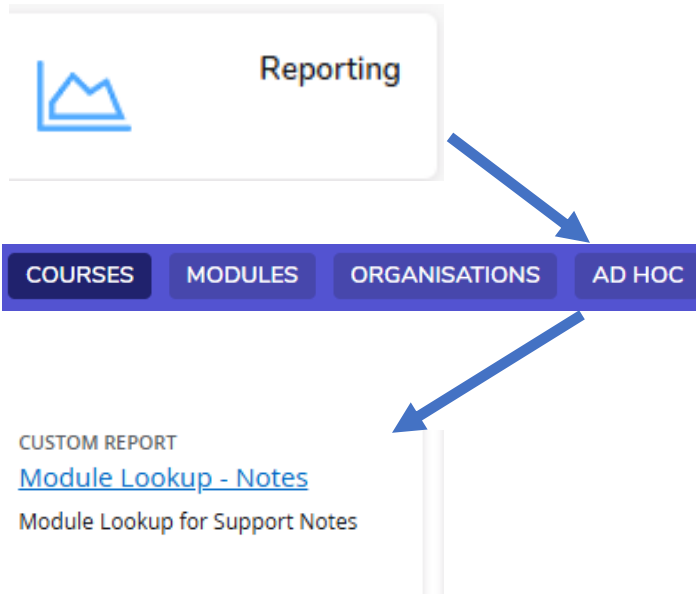 Reporting
COURSES MODULES ORGANISATIONS AD HOC
CUSTOM REPORT
Module Lookup - Notes
Module Lookup for Support Notes